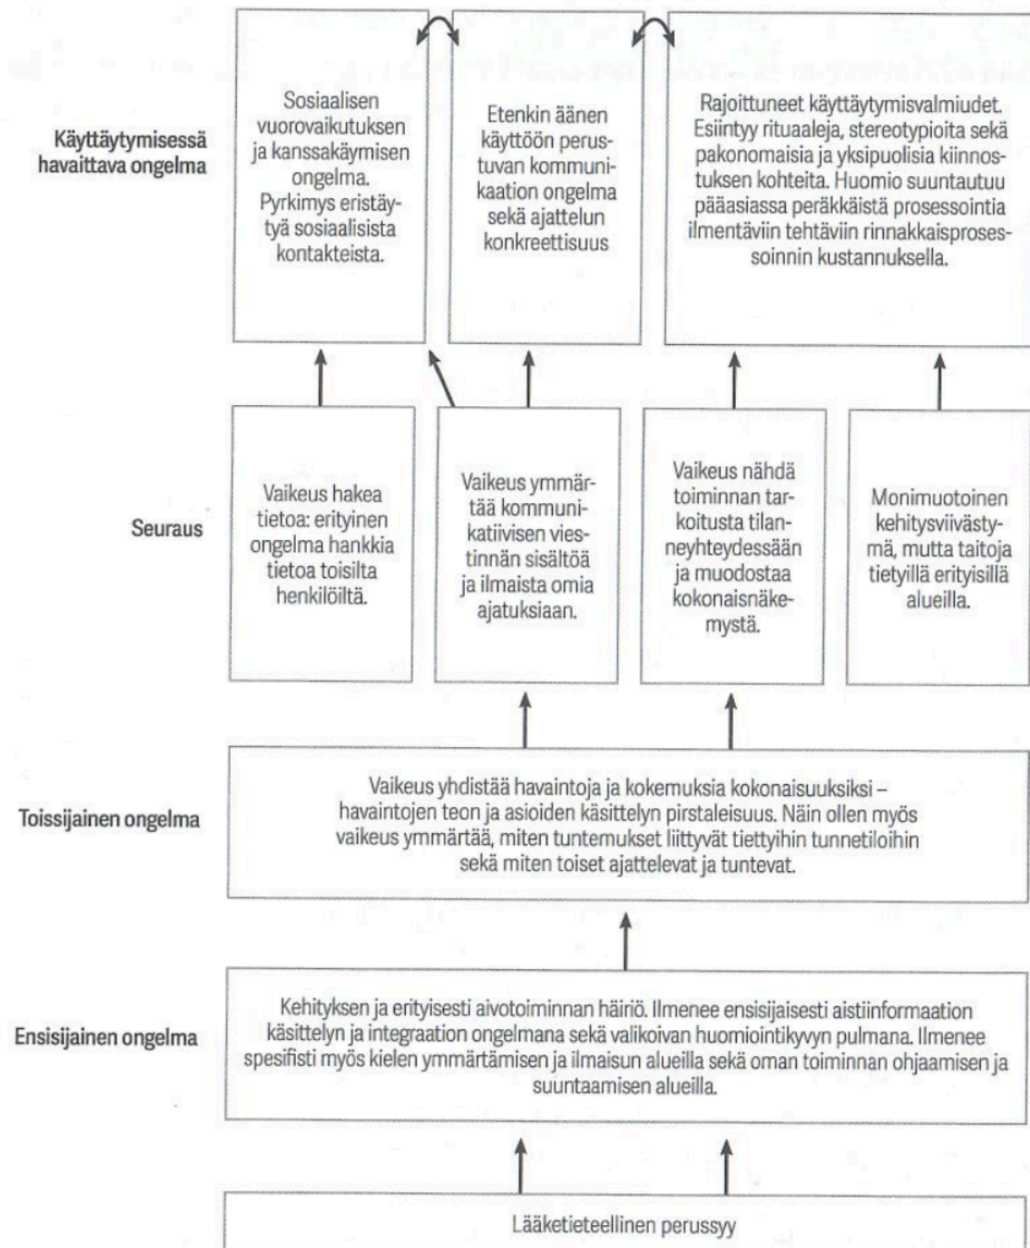 Käyttäytymisessä
havaittava ongelma
Sosiaalisen
vuorovaikutuksen
ja kanssakäymisen
ongelma.
Pyrkimys eristäy-
tyä sosiaalisista
kontakteista.
Etenkin äänen
käyttöön perus-
tuvan kommuni-
kaation ongelma
sekä ajattelun
konkreettisuus
Rajoittuneet käyttäytymisvalmiudet.
Esiintyy rituaaleja, stereotypioita sekä
pakonomaisia ja yksipuolisia kiinnos-
tuksen kohteita. Huomio suuntautuu
pääasiassa peräkkäistä prosessointia
ilmentäviin tehtäviin rinnakkaisproses-
soinnin kustannuksella.
Seuraus
Vaikeus hakea
tietoa: erityinen
ongelma hankkia
tietoa toisilta
henkilöiltä.
Vaikeus ymmär-
tää kommuni-
katiivisen vies-
tinnän sisältöä
ja ilmaista omia
ajatuksiaan.
Vaikeus nähdä
toiminnan tar-
koitusta tilan-
neyhteydessään
ja muodostaa
kokonaisnäke-
mystä.
Monimuotoinen
kehitysviivästy-
mä, mutta taitoja
tietyillä erityisillä
alueilla.
Toissijainen ongelma
Vaikeus yhdistää havaintoja ja kokemuksia kokonaisuuksiksi –
havaintojen teon ja asioiden käsittelyn pirstaleisuus. Näin ollen myös
vaikeus ymmärtää, miten tuntemukset liittyvät tiettyihin tunnetiloihin
sekä miten toiset ajattelevat ja tuntevat.
Ensisijainen ongelma
Kehityksen ja erityisesti aivotoiminnan häiriö. Ilmenee ensisijaisesti aistiinformaation
käsittelyn ja integraation ongelmana sekä valikoivan huomiointikyvyn pulmana. Ilmenee
spesifisti myös kielen ymmärtämisen ja ilmaisun alueilla sekä oman toiminnan ohjaamisen ja
suuntaamisen alueilla.
Lääketieteellinen perussyy